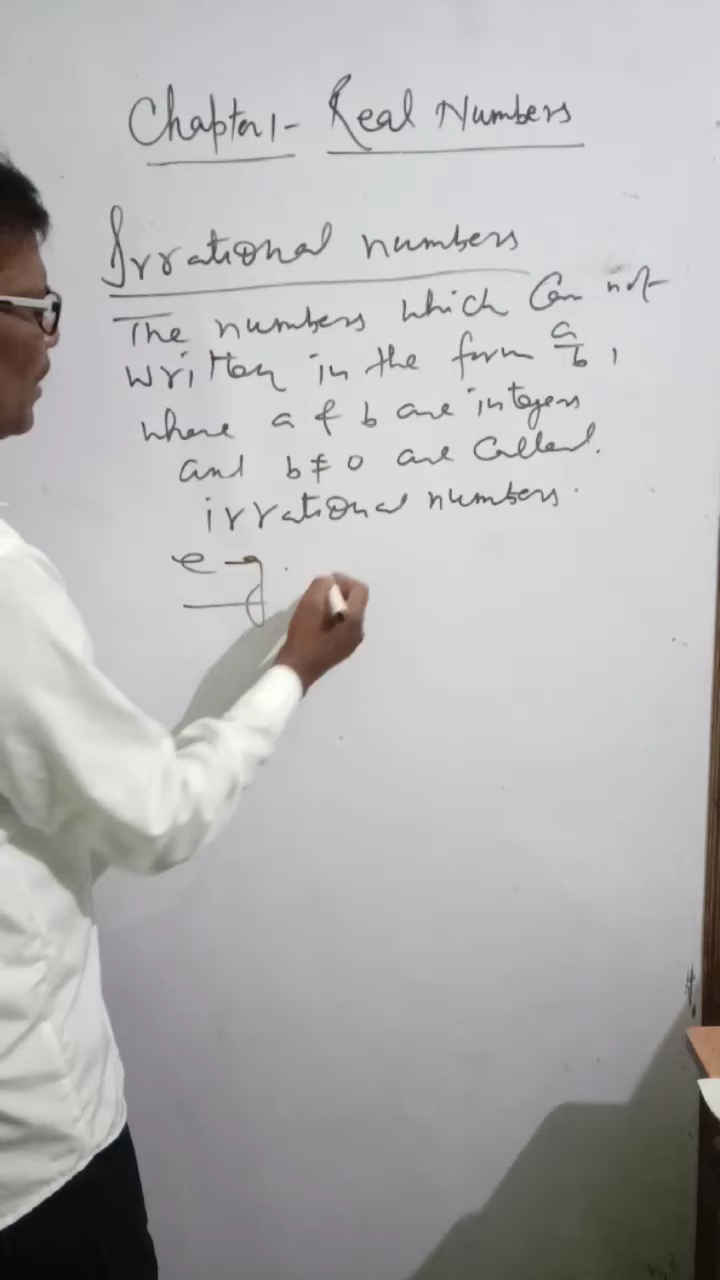 Chapter 1- Real Numbers
Irrational numbers
The numbers which Can not
written in the form a/b,
where a & b are integers
and b≠0 are Called.
irrational numbers.
e-g.